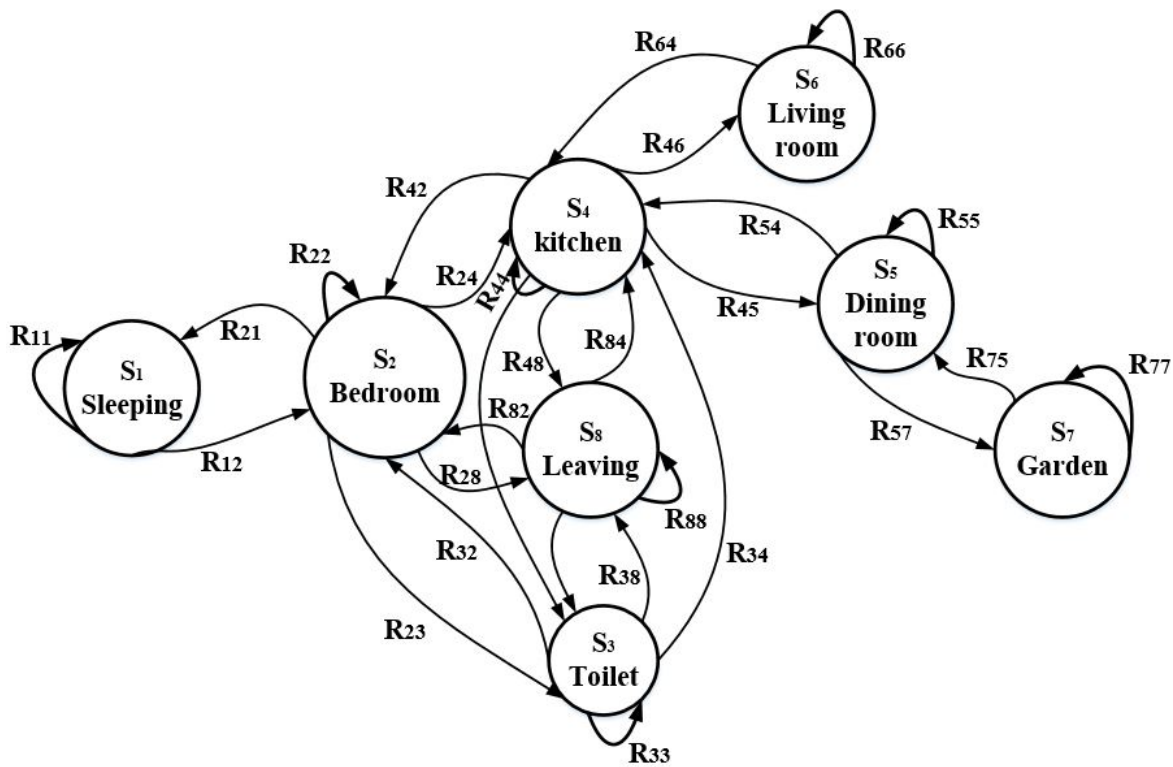 R64
R66
S6
Living
room
R46
R42
S4
kitchen
R54
R55
R22
R24
R44
S5
Dining
room
R45
R11
R21
S2
Bedroom
R48
R84
R75
R77
S1
Sleeping
R82
R57
S7
Garden
R12
R28
S8
Leaving
R88
R32
R38
R34
R23
S3
Toilet
R33